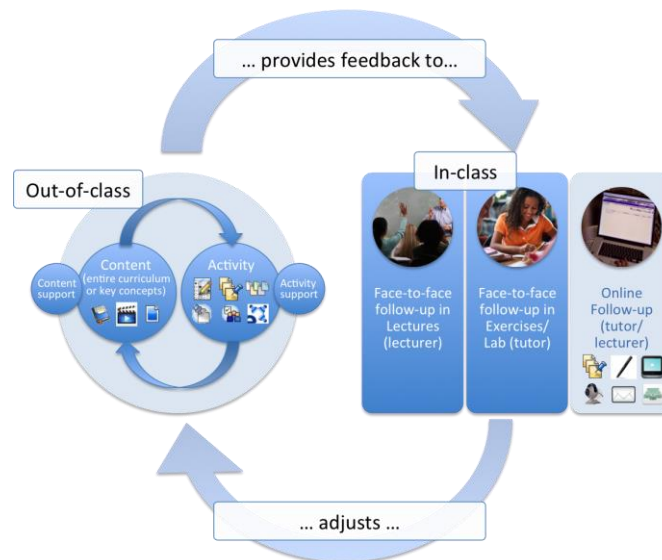 ... provides feedback to...
Out-of-class
Content
support
Content
(entire curriculum
or key concepts)
Activity
Activity
support
In-class
Face-to-face
follow-up in
Lectures
(lecturer)
Face-to-face
follow-up in
Exercises/
Lab (tutor)
Online
Follow-up
(tutor/
lecturer)
... adjusts ...